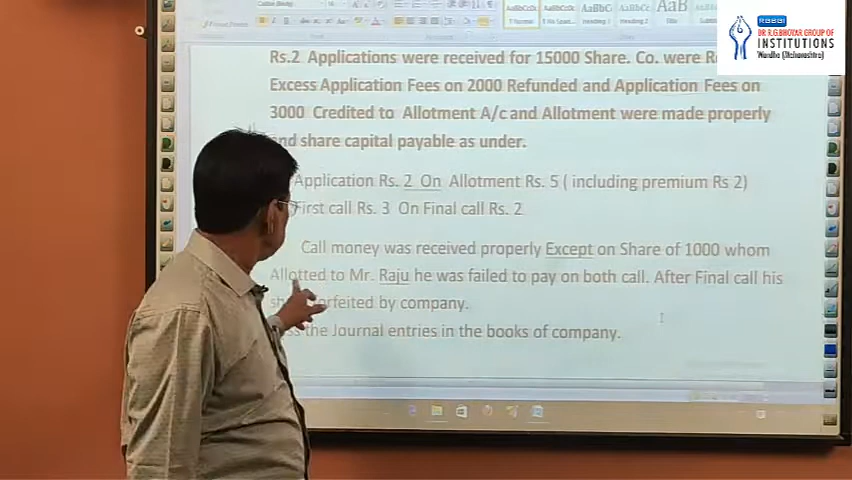 DR.R.G.BHOYAR GROUP OF
INSTITUTIONS
Wardha (Maharashtra)
Rs.2 Applications were received for 15000 Share. Co. were
Excess Application Fees on 2000 Refunded and Application Fees on
3000 Credited to Allotment A/c and Allotment were made properly
and share capital payable as under.
Application Rs. 2 On Allotment Rs. 5 ( including premium Rs 2)
First call Rs. 3 On Final call Rs. 2
Call money was received properly Except on Share of 1000 whom
Allotted to Mr. Raju he was failed to pay on both call. After Final call his
forfeited by company.
the Journal entries in the books of company.